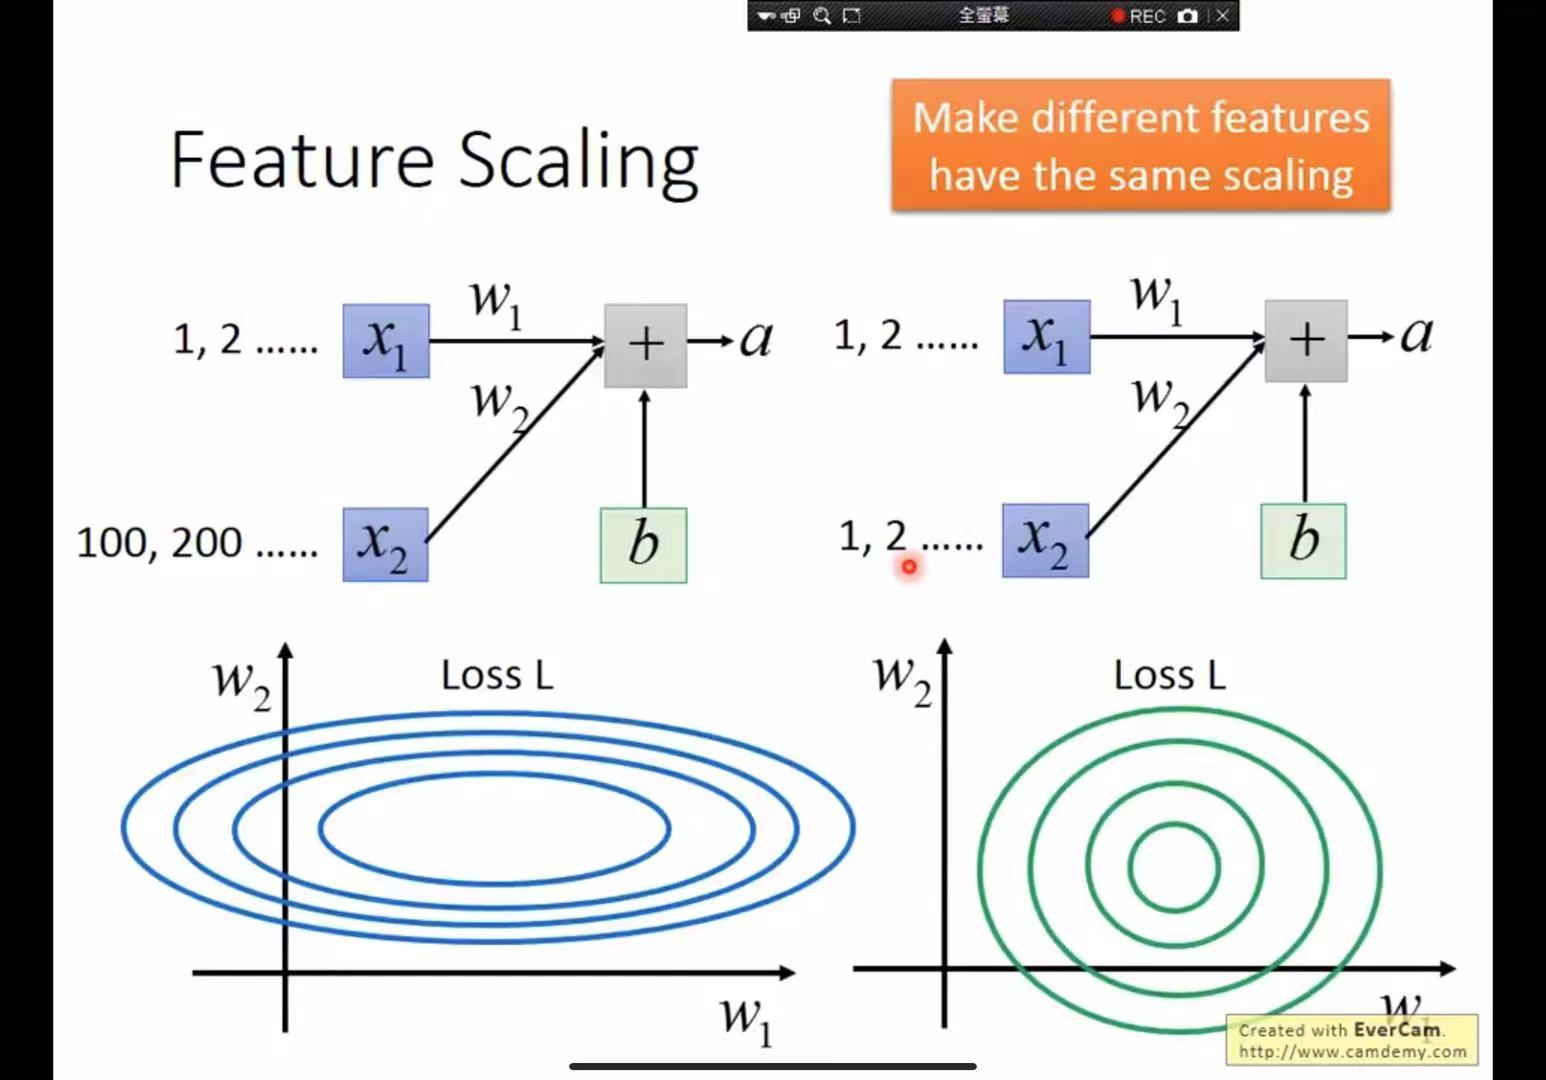 全螢幕
REC
Feature Scaling
Make different features
have the same scaling
1, 2 ……
x₁
w₁
+
a
w₂
100, 200 ……
x₂
b
1, 2 ……
x₁
w₁
+
a
w₂
1, 2 ……
x₂
b
w₂
Loss L
w₁
w₂
Loss L
w₁
Created with EverCam.
http://www.camdemy.com